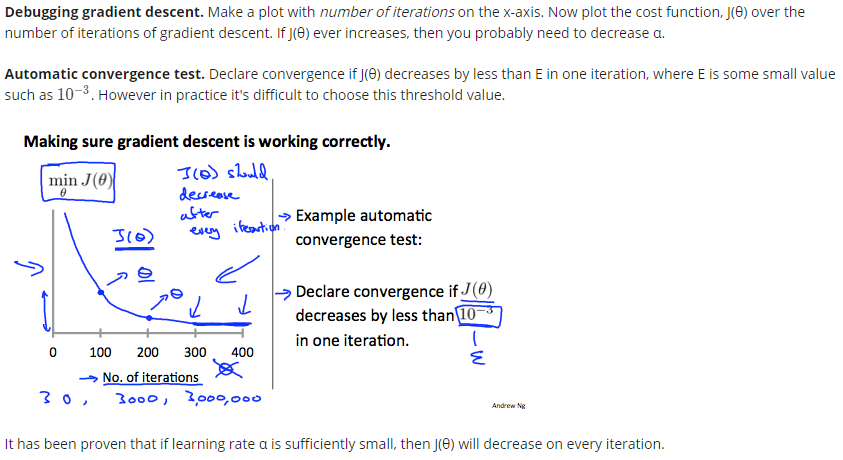 Debugging gradient descent. Make a plot with number of iterations on the x-axis. Now plot the cost function, J(θ) over the
number of iterations of gradient descent. If J(θ) ever increases, then you probably need to decrease α.
Automatic convergence test. Declare convergence if J(θ) decreases by less than E in one iteration, where E is some small value
such as 10⁻³. However in practice it's difficult to choose this threshold value.
Making sure gradient descent is working correctly.
min J(θ)
θ
J(θ) should
decrease
after
every iteration.
J(θ)
θ
θ
0 100 200 300 400
No. of iterations
30, 3000, 3,000,000
→ Example automatic
convergence test:
→ Declare convergence if J(θ)
decreases by less than 10⁻³
in one iteration.
ε
Andrew Ng
It has been proven that if learning rate α is sufficiently small, then J(θ) will decrease on every iteration.